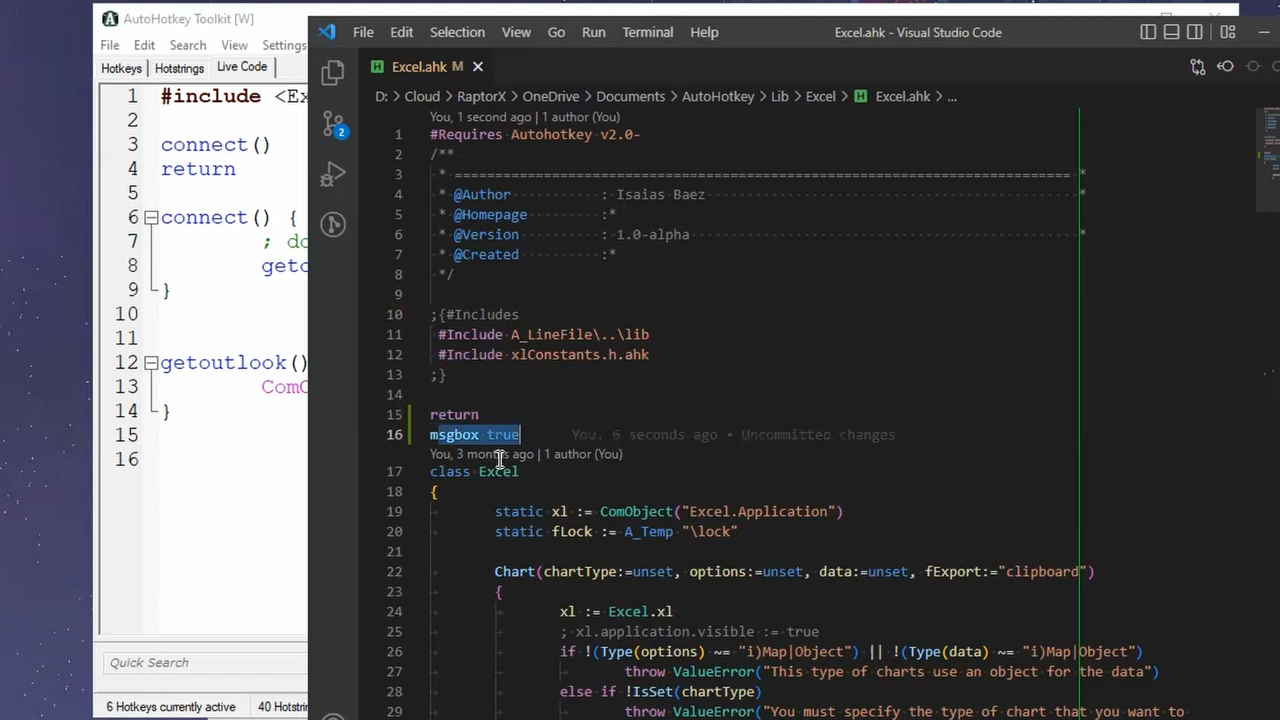 AutoHotkey Toolkit [W]
File Edit Search View Settings
Hotkeys Hotstrings Live Code
1 #include <Ex
2
3 connect()
4 return
5
6 connect() {
7 ; do
8 getc
9 }
10
11
12 getoutlook()
13 ComO
14 }
15
16
Quick Search
6 Hotkeys currently active 40 Hotstrin
File Edit Selection View Go Run Terminal Help Excel.ahk - Visual Studio Code
Excel.ahk M
D: > Cloud > RaptorX > OneDrive > Documents > AutoHotkey > Lib > Excel > Excel.ahk > ...
2
You, 1 second ago | 1 author (You)
1 #Requires Autohotkey v2.0-
2 /**
3 * ============================================================================= *
4 * @Author : Isaias Baez *
5 * @Homepage :*
6 * @Version : 1.0-alpha *
7 * @Created :*
8 */
9
10 ;{#Includes
11 #Include A_LineFile\..\lib
12 #Include xlConstants.h.ahk
13 ;}
14
15 return
16 msgbox true You, 6 seconds ago • Uncommitted changes
You, 3 months ago | 1 author (You)
17 class Excel
18 {
19 static xl := ComObject("Excel.Application")
20 static fLock := A_Temp "\lock"
21
22 Chart(chartType:=unset, options:=unset, data:=unset, fExport:="clipboard")
23 {
24 xl := Excel.xl
25 ; xl.application.visible := true
26 if !(Type(options) ~= "i)Map|Object") || !(Type(data) ~= "i)Map|Object")
27 throw ValueError("This type of charts use an object for the data")
28 else if !IsSet(chartType)
29 throw ValueError("You must specify the type of chart that you want to